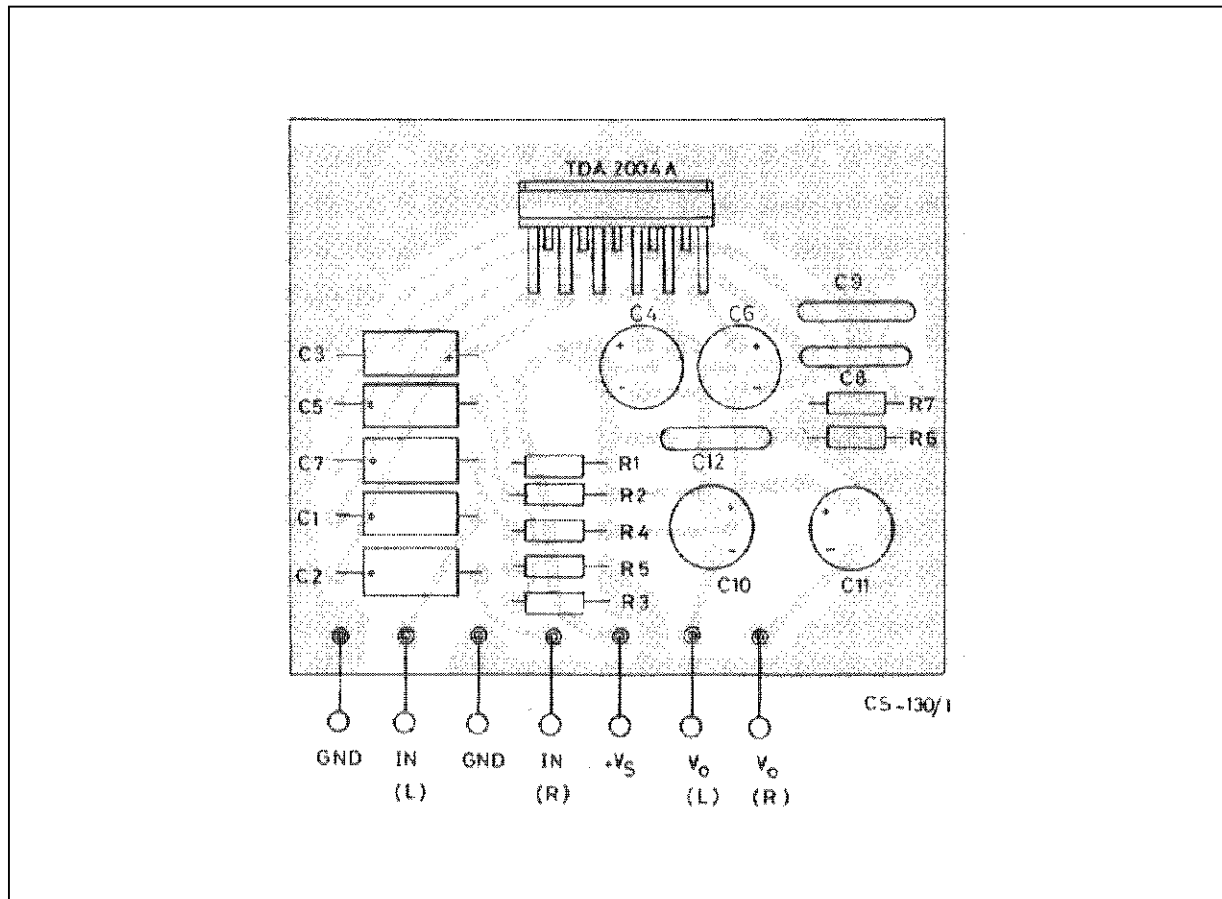 TDA 2004A
C9
C4 C6
C3
C8
C5 R7
R6
C7 R1 C12
R2
C1 R4
C2 R5 C10 C11
R3
CS-130/1
GND IN (L) GND IN (R) +VS Vo (L) Vo (R)